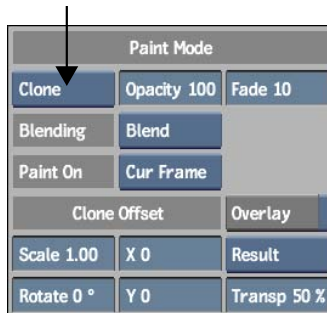 Paint Mode
Clone Opacity 100 Fade 10
Blending Blend
Paint On Cur Frame
Clone Offset Overlay
Scale 1.00 X 0 Result
Rotate 0 ° Y 0 Transp 50 %